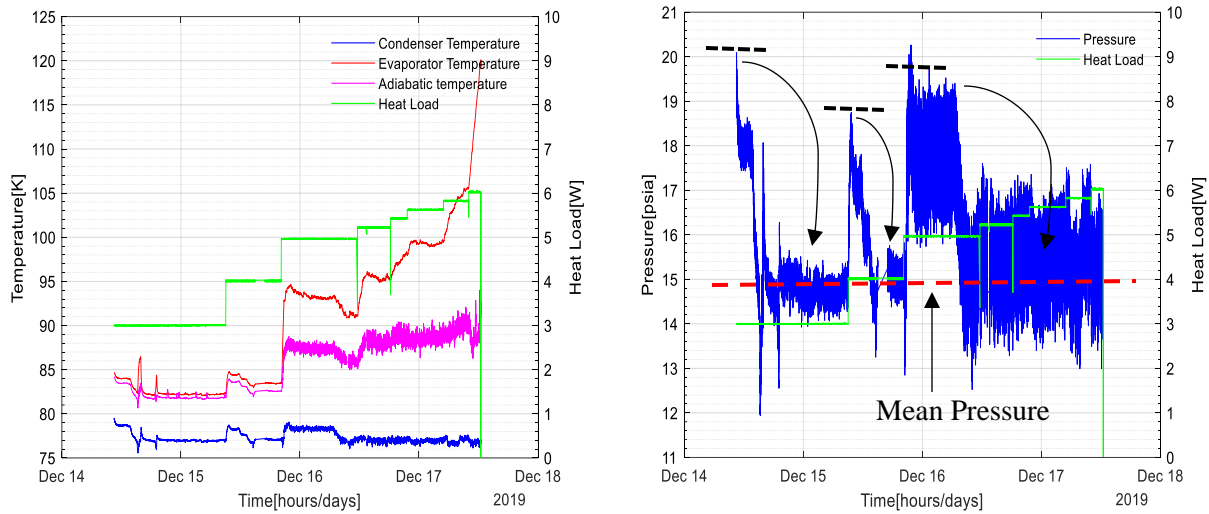 125
120
115
110
105
100
95
90
85
80
75
Temperature[K]
10
9
8
7
6
5
4
3
2
1
0
Heat Load[W]
Condenser Temperature
Evaporator Temperature
Adiabatic temperature
Heat Load
Dec 14
Dec 15
Dec 16
Dec 17
Dec 18
Time[hours/days]
2019
21
20
19
18
17
16
15
14
13
12
11
Pressure[psia]
10
9
8
7
6
5
4
3
2
1
0
Heat Load[W]
Pressure
Heat Load
Mean Pressure
Dec 14
Dec 15
Dec 16
Dec 17
Dec 18
Time[hours/days]
2019